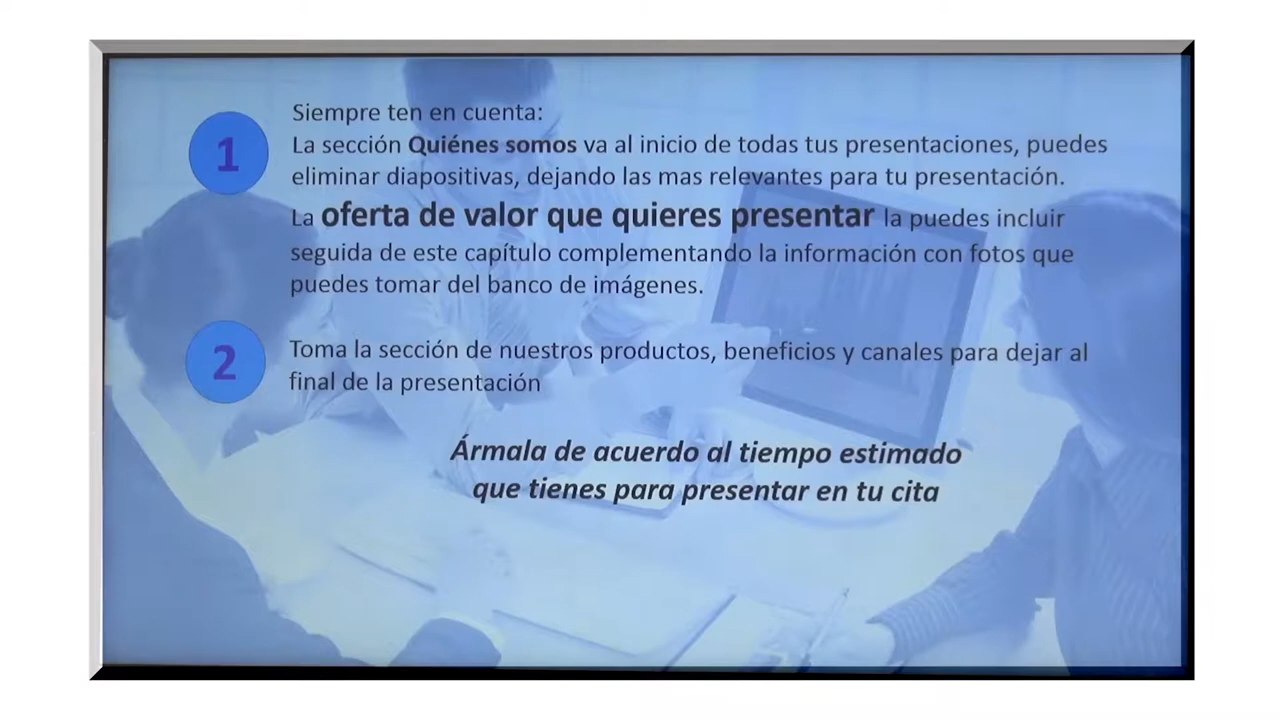 1
Siempre ten en cuenta:
La sección Quiénes somos va al inicio de todas tus presentaciones, puedes
eliminar diapositivas, dejando las mas relevantes para tu presentación.
La oferta de valor que quieres presentar la puedes incluir
seguida de este capítulo complementando la información con fotos que
puedes tomar del banco de imágenes.
2
Toma la sección de nuestros productos, beneficios y canales para dejar al
final de la presentación
Ármala de acuerdo al tiempo estimado
que tienes para presentar en tu cita